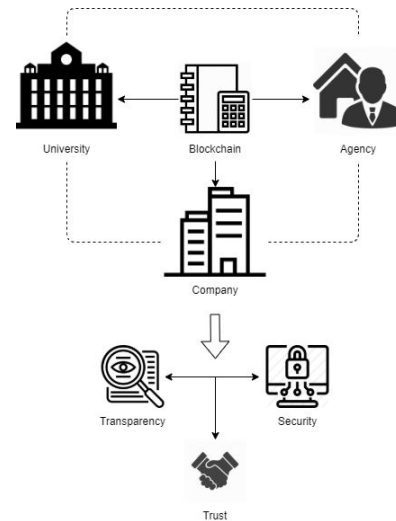 University
Blockchain
Agency
Company
Transparency
Security
Trust